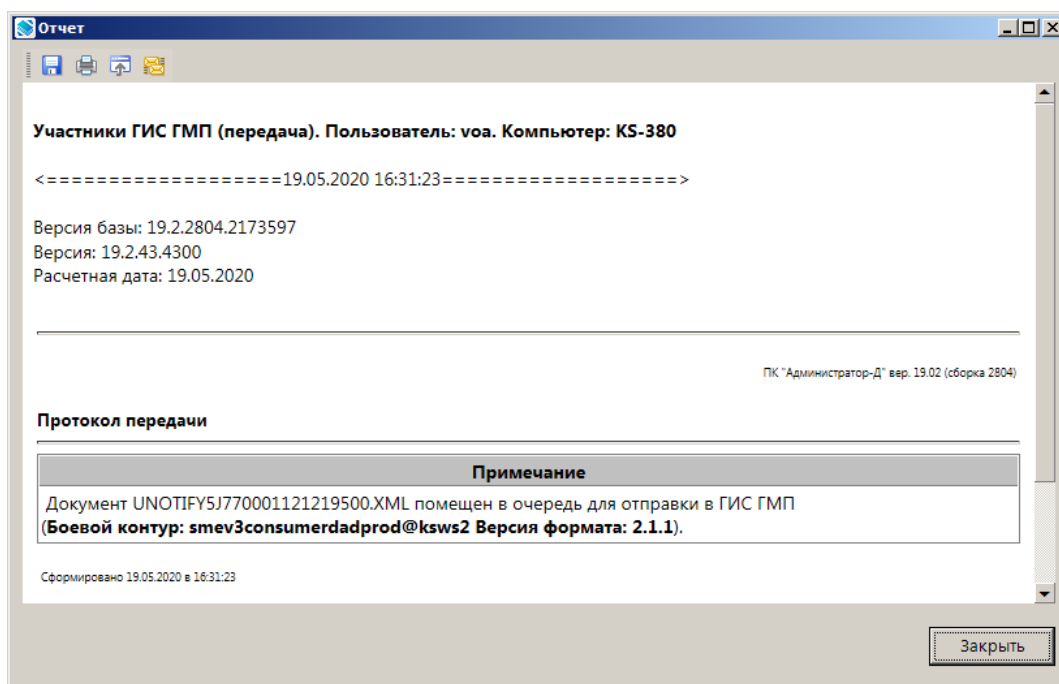 Отчет
Участники ГИС ГМП (передача). Пользователь: voa. Компьютер: KS-380
<===================19.05.2020 16:31:23===================>
Версия базы: 19.2.2804.2173597
Версия: 19.2.43.4300
Расчетная дата: 19.05.2020
ПК "Администратор-Д" вер. 19.02 (сборка 2804)
Протокол передачи
Примечание
Документ UNOTIFY5J770001121219500.XML помещен в очередь для отправки в ГИС ГМП
(Боевой контур: smev3consumerdadprod@ksws2 Версия формата: 2.1.1).
Сформировано 19.05.2020 в 16:31:23
Закрыть